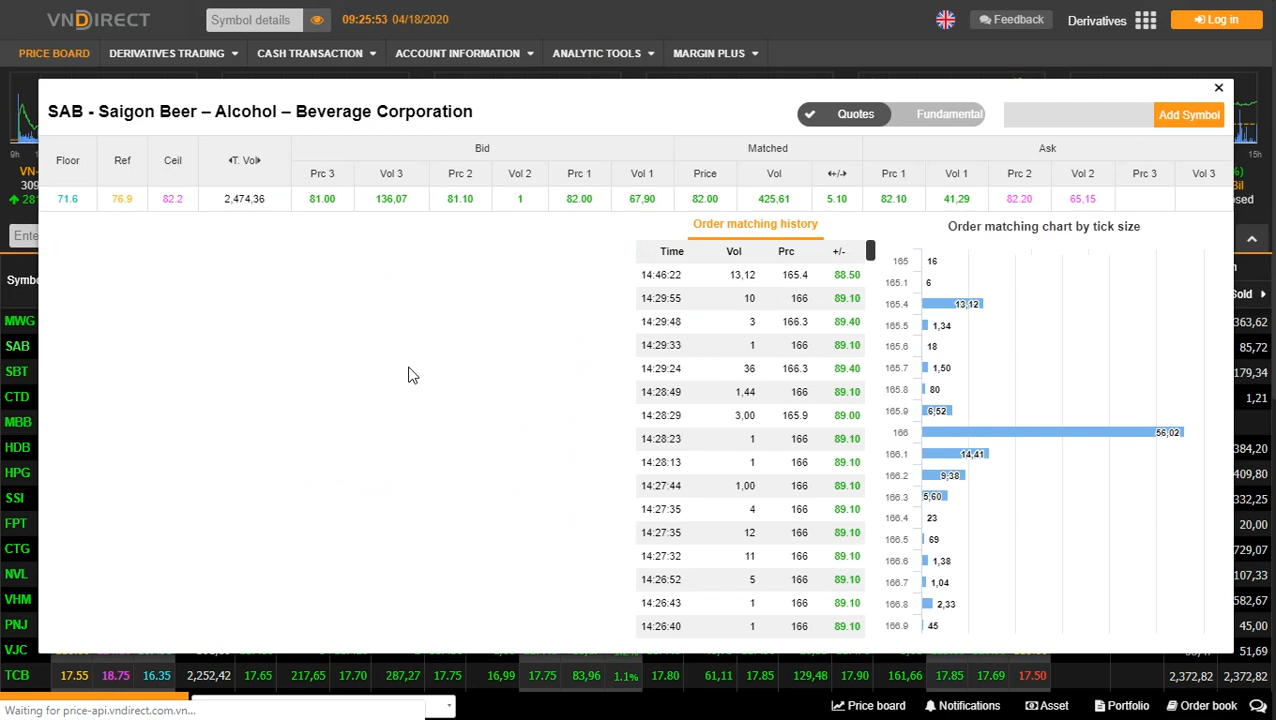 VNDIRECT
Symbol details
09:25:53 04/18/2020
Feedback
Derivatives
Log in
PRICE BOARD
DERIVATIVES TRADING
CASH TRANSACTION
ACCOUNT INFORMATION
ANALYTIC TOOLS
MARGIN PLUS
SAB - Saigon Beer – Alcohol – Beverage Corporation
Quotes
Fundamental
Add Symbol
Floor Ref Ceil T. Vol Bid Matched Ask
Prc 3 Vol 3 Prc 2 Vol 2 Prc 1 Vol 1 Price Vol +/- Prc 1 Vol 1 Prc 2 Vol 2 Prc 3 Vol 3
71.6 76.9 82.2 2,474,36 81.00 136,07 81.10 1 82.00 67,90 82.00 425,61 5.10 82.10 41,29 82.20 65,15
9h
15h
VN-
309
Ente
Symbo
Sold
MWG
SAB
SBT
CTD
MBB
HDB
HPG
SSI
FPT
CTG
NVL
VHM
PNJ
VJC
Order matching history
Time Vol Prc +/-
14:46:22 13,12 165.4 88.50
14:29:55 10 166 89.10
14:29:48 3 166.3 89.40
14:29:33 1 166 89.10
14:29:24 36 166.3 89.40
14:28:49 1,44 166 89.10
14:28:29 3,00 165.9 89.00
14:28:23 1 166 89.10
14:28:13 1 166 89.10
14:27:44 1,00 166 89.10
14:27:35 4 166 89.10
14:27:35 12 166 89.10
14:27:32 11 166 89.10
14:26:52 5 166 89.10
14:26:43 1 166 89.10
14:26:40 1 166 89.10
Order matching chart by tick size
165 16
165.1 6
165.4 13,12
165.5 1,34
165.6 18
165.7 1,50
165.8 80
165.9 6,52
166 56,02
166.1 14,41
166.2 9,38
166.3 5,60
166.4 23
166.5 69
166.6 1,38
166.7 1,04
166.8 2,33
166.9 45
363,62
85,72
179,34
1,21
384,20
409,80
332,25
20,00
729,07
107,33
582,67
45,00
51,69
TCB 17.55 18.75 16.35 2,252,42 17.65 217,65 17.70 287,27 17.75 16,99 17.75 83,96 1.1% 17.80 61,11 17.85 129,48 17.90 161,66 17.85 17.69 17.50 2,372,82 2,372,82
Waiting for price-api.vndirect.com.vn...
Price board
Notifications
Asset
Portfolio
Order book